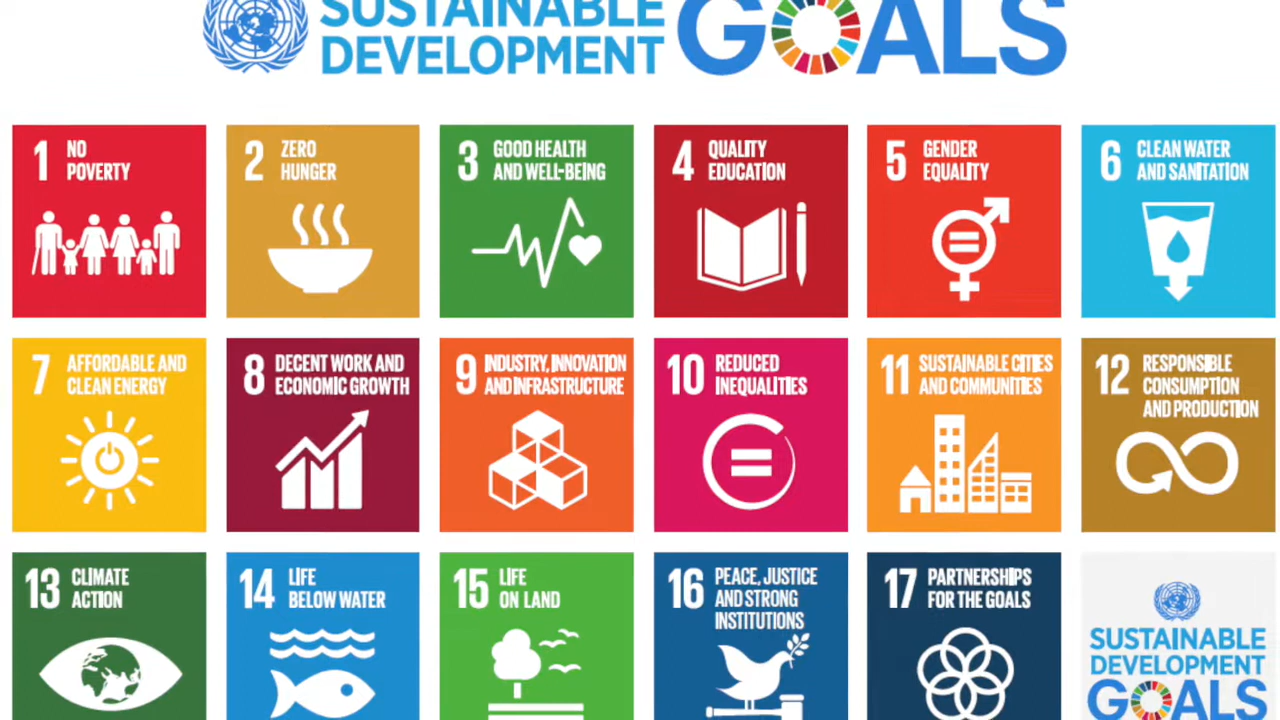 SUSTAINABLE
DEVELOPMENT
GOALS
1 NO
POVERTY
2 ZERO
HUNGER
3 GOOD HEALTH
AND WELL-BEING
4 QUALITY
EDUCATION
5 GENDER
EQUALITY
6 CLEAN WATER
AND SANITATION
7 AFFORDABLE AND
CLEAN ENERGY
8 DECENT WORK AND
ECONOMIC GROWTH
9 INDUSTRY, INNOVATION
AND INFRASTRUCTURE
10 REDUCED
INEQUALITIES
11 SUSTAINABLE CITIES
AND COMMUNITIES
12 RESPONSIBLE
CONSUMPTION
AND PRODUCTION
13 CLIMATE
ACTION
14 LIFE
BELOW WATER
15 LIFE
ON LAND
16 PEACE, JUSTICE
AND STRONG
INSTITUTIONS
17 PARTNERSHIPS
FOR THE GOALS
SUSTAINABLE
DEVELOPMENT
GOALS